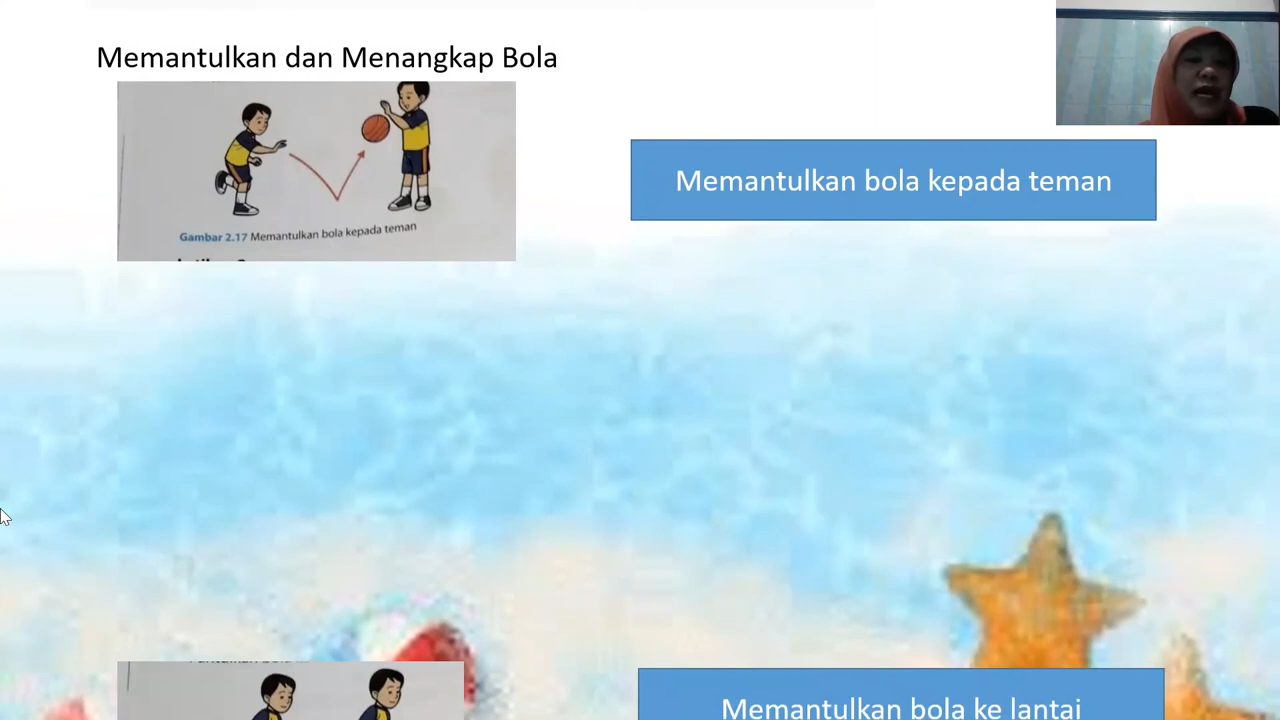 Memantulkan dan Menangkap Bola
Gambar 2.17 Memantulkan bola kepada teman
Memantulkan bola kepada teman
Memantulkan bola ke lantai